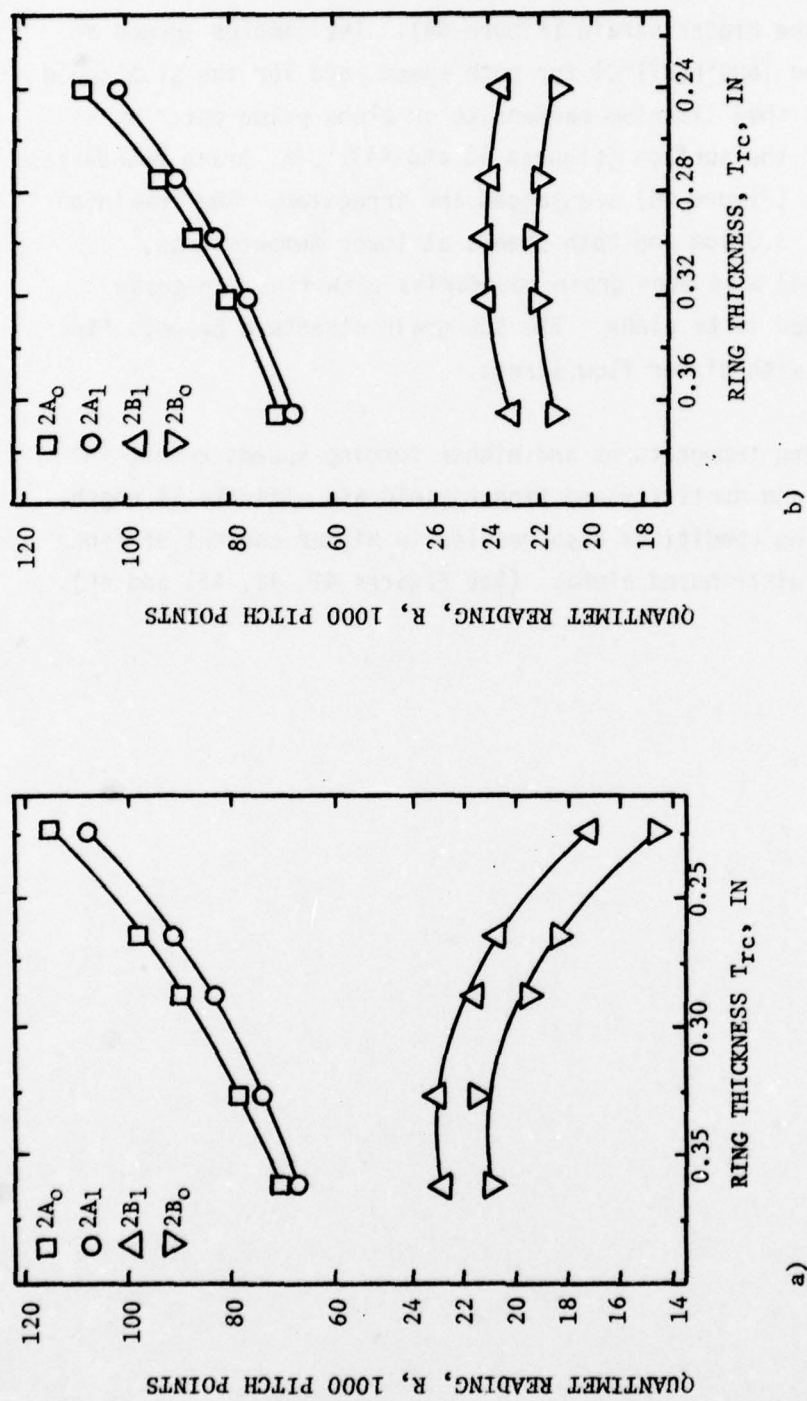 120
100
80
60
24
22
20
18
16
14
QUANTIMET READING, R, 1000 PITCH POINTS
2A₀
2A₁
2B₁
2B₀
0.35
0.30
0.25
RING THICKNESS T_rc, IN
a)
120
100
80
60
26
24
22
20
18
QUANTIMET READING, R, 1000 PITCH POINTS
2A₀
2A₁
2B₁
2B₀
0.36
0.32
0.28
0.24
RING THICKNESS T_rc, IN
b)